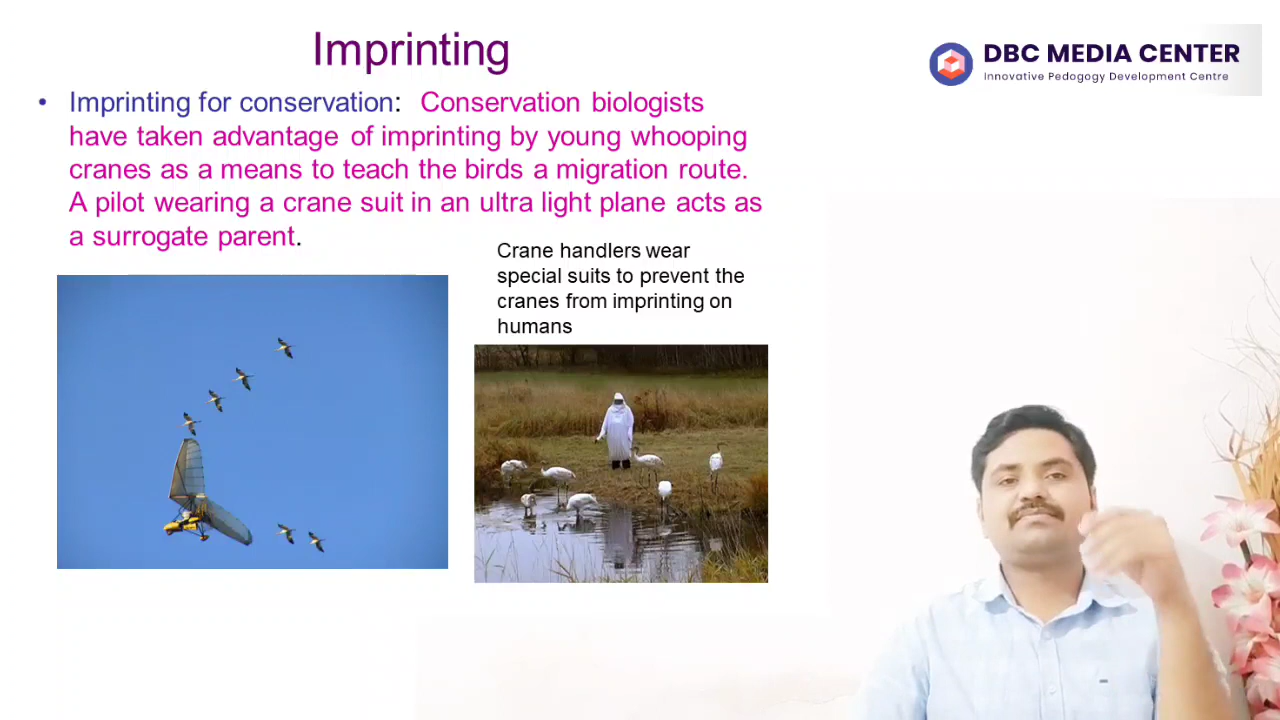 Imprinting
DBC MEDIA CENTER
Innovative Pedogogy Development Centre
• Imprinting for conservation: Conservation biologists
have taken advantage of imprinting by young whooping
cranes as a means to teach the birds a migration route.
A pilot wearing a crane suit in an ultra light plane acts as
a surrogate parent.
Crane handlers wear
special suits to prevent the
cranes from imprinting on
humans